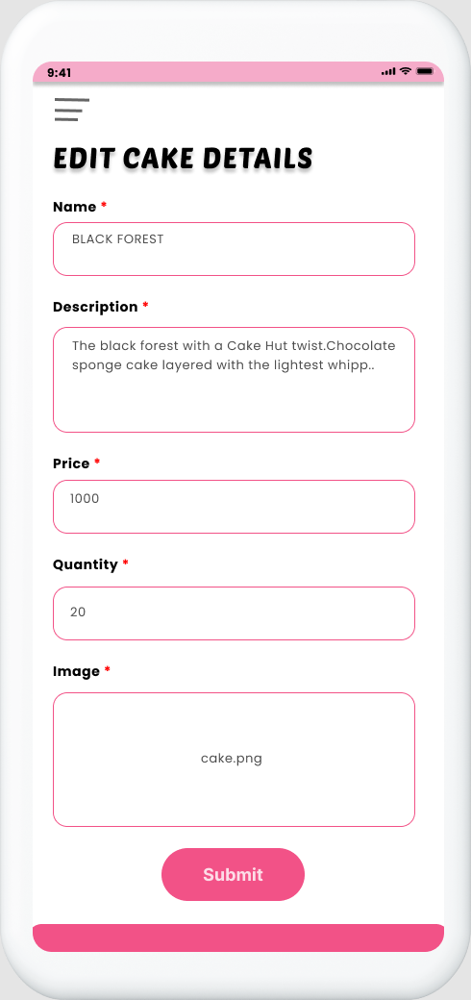 9:41
EDIT CAKE DETAILS
Name *
BLACK FOREST
Description *
The black forest with a Cake Hut twist.Chocolate
sponge cake layered with the lightest whipp..
Price *
1000
Quantity *
20
Image *
cake.png
Submit